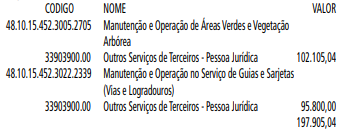 CODIGO NOME VALOR
48.10.15.452.3005.2705 Manutenção e Operação de Áreas Verdes e Vegetação
Arbórea
33903900.00 Outros Serviços de Terceiros - Pessoa Jurídica 102.105,04
48.10.15.452.3022.2339 Manutenção e Operação no Serviço de Guias e Sarjetas
(Vias e Logradouros)
33903900.00 Outros Serviços de Terceiros - Pessoa Jurídica 95.800,00
197.905,04